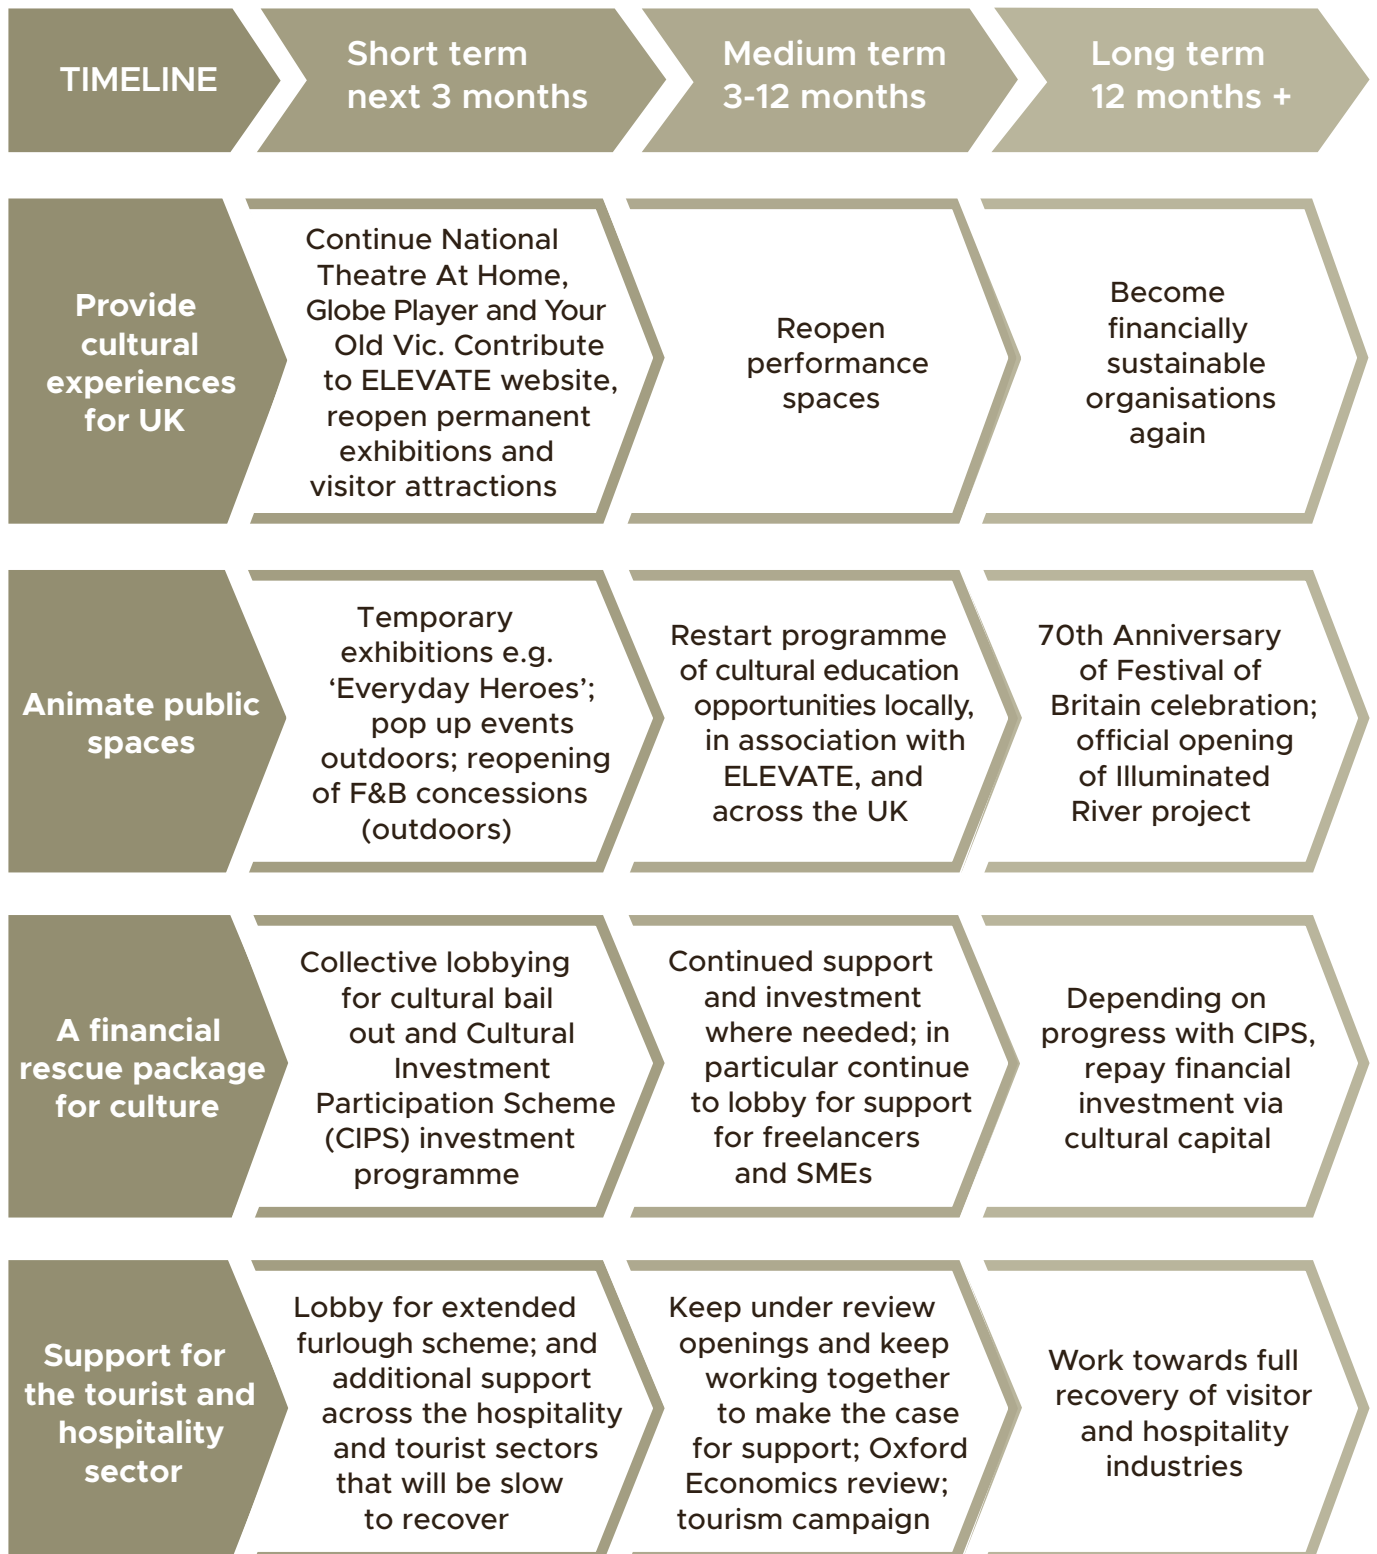 TIMELINE
Short term
next 3 months
Medium term
3-12 months
Long term
12 months +
Provide
cultural
experiences
for UK
Continue National
Theatre At Home,
Globe Player and Your
Old Vic. Contribute
to ELEVATE website,
reopen permanent
exhibitions and
visitor attractions
Reopen
performance
spaces
Become
financially
sustainable
organisations
again
Animate public
spaces
Temporary
exhibitions e.g.
‘Everyday Heroes’;
pop up events
outdoors; reopening
of F&B concessions
(outdoors)
Restart programme
of cultural education
opportunities locally,
in association with
ELEVATE, and
across the UK
70th Anniversary
of Festival of
Britain celebration;
official opening
of Illuminated
River project
A financial
rescue package
for culture
Collective lobbying
for cultural bail
out and Cultural
Investment
Participation Scheme
(CIPS) investment
programme
Continued support
and investment
where needed; in
particular continue
to lobby for support
for freelancers
and SMEs
Depending on
progress with CIPS,
repay financial
investment via
cultural capital
Support for
the tourist and
hospitality
sector
Lobby for extended
furlough scheme; and
additional support
across the hospitality
and tourist sectors
that will be slow
to recover
Keep under review
openings and keep
working together
to make the case
for support; Oxford
Economics review;
tourism campaign
Work towards full
recovery of visitor
and hospitality
industries